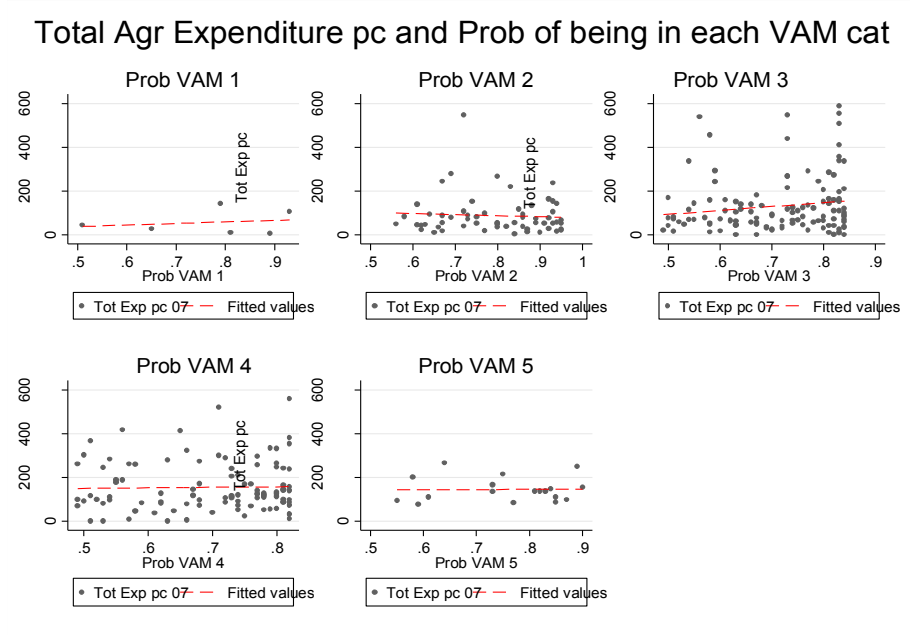 Total Agr Expenditure pc and Prob of being in each VAM cat
Prob VAM 1
600
400
200
0
Tot Exp pc
.5 .6 .7 .8 .9
Prob VAM 1
Tot Exp pc 07 Fitted values
Prob VAM 2
600
400
200
0
Tot Exp pc
.5 .6 .7 .8 .9 1
Prob VAM 2
Tot Exp pc 07 Fitted values
Prob VAM 3
600
400
200
0
.5 .6 .7 .8 .9
Prob VAM 3
Tot Exp pc 07 Fitted values
Prob VAM 4
600
400
200
0
Tot Exp pc
.5 .6 .7 .8
Prob VAM 4
Tot Exp pc 07 Fitted values
Prob VAM 5
600
400
200
0
.5 .6 .7 .8 .9
Prob VAM 5
Tot Exp pc 07 Fitted values